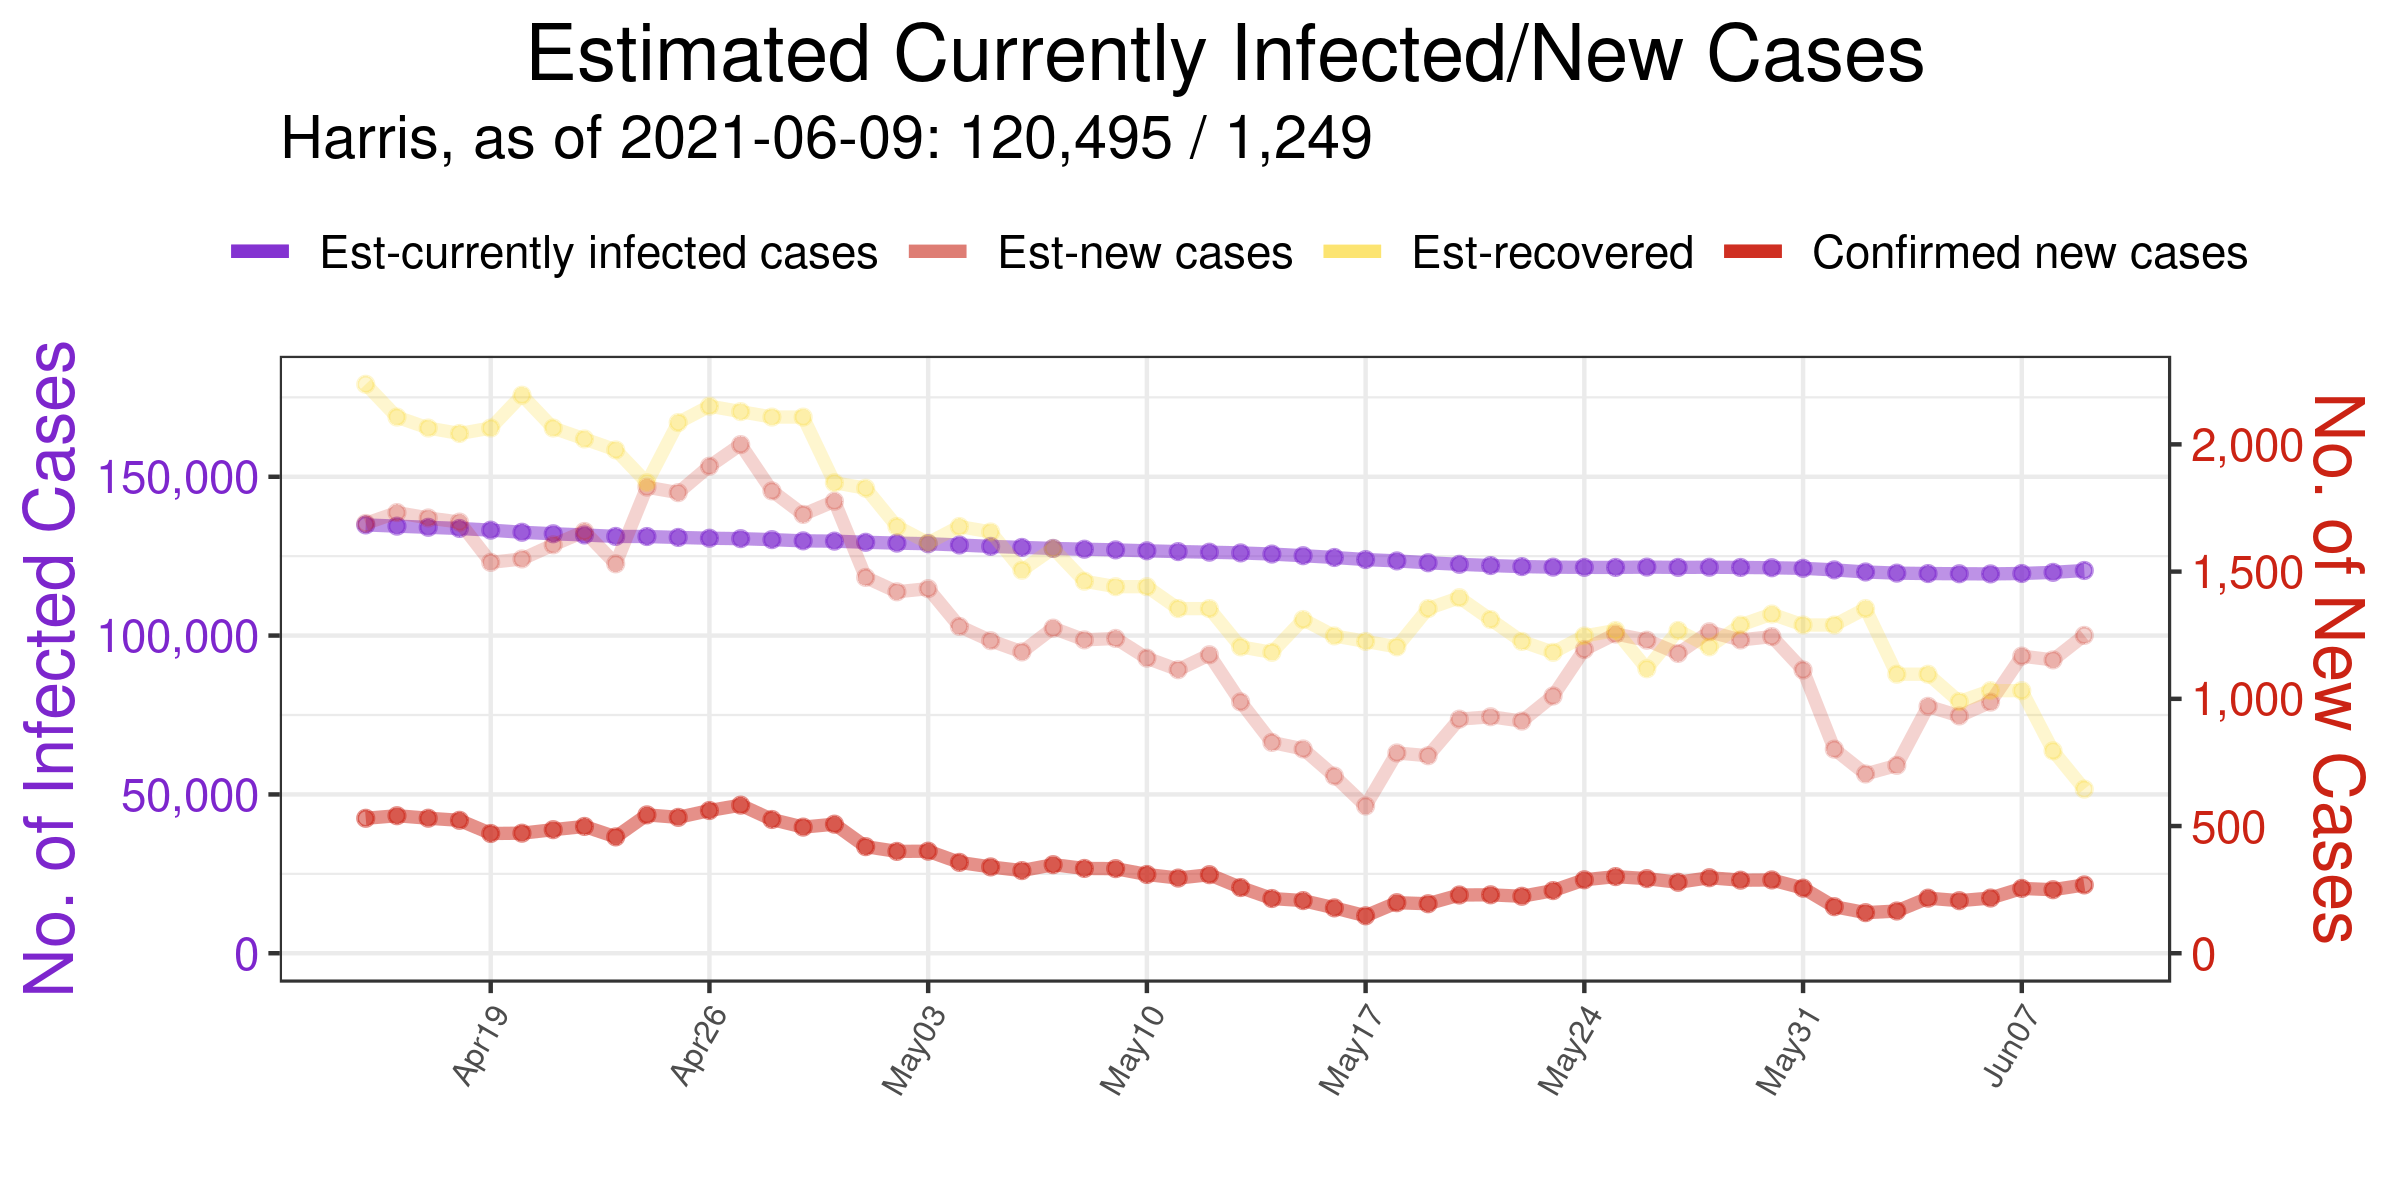 Estimated Currently Infected/New Cases
Harris, as of 2021-06-09: 120,495 / 1,249
Est-currently infected cases Est-new cases Est-recovered Confirmed new cases
No. of Infected Cases
150,000
100,000
50,000
0
No. of New Cases
2,000
1,500
1,000
500
0
Apr19 Apr26 May03 May10 May17 May24 May31 Jun07